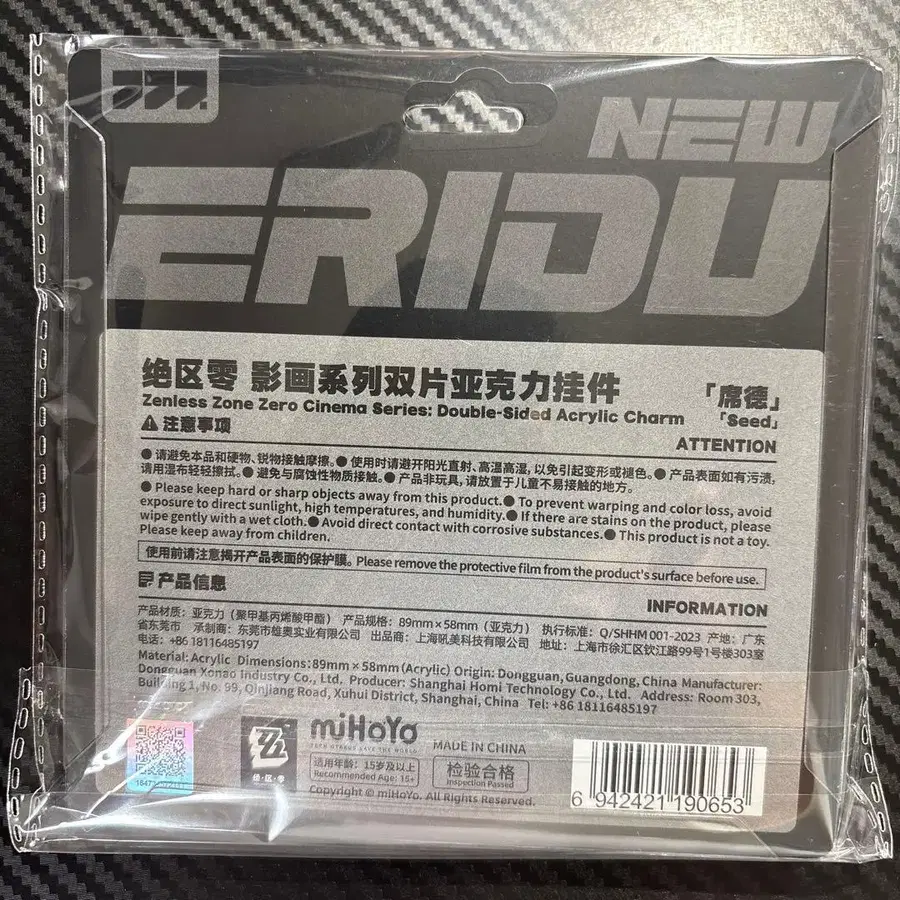 NEW
ERIDU
绝区零 影画系列双片亚克力挂件
「席德」
Zenless Zone Zero Cinema Series: Double-Sided Acrylic Charm
「Seed」
注意事项
ATTENTION
● 请避免本品和硬物、锐物接触摩擦。● 使用时请避开阳光直射、高温高湿，以免引起变形或褪色。● 产品表面如有污渍，
请用湿布轻轻擦拭。● 避免与腐蚀性物质接触。● 产品非玩具，请放置于儿童不易接触的地方。
● Please keep hard or sharp objects away from this product.● To prevent warping and color loss, avoid
exposure to direct sunlight, high temperatures, and humidity.● If there are stains on the product, please
wipe gently with a wet cloth.● Avoid direct contact with corrosive substances.● This product is not a toy.
Please keep away from children.
使用前请注意揭开产品表面的保护膜。Please remove the protective film from the product's surface before use.
产品信息
INFORMATION
产品材质：亚克力（聚甲基丙烯酸甲酯） 产品规格：89mm×58mm（亚克力） 执行标准：Q/SHHM 001-2023 产地：广东
省东莞市 承制商：东莞市雄奥实业有限公司 出品商：上海吼美科技有限公司 地址：上海市徐汇区钦江路99号1号楼303室
电话：+86 18116485197
Material: Acrylic Dimensions: 89mm×58mm(Acrylic) Origin: Dongguan, Guangdong, China Manufacturer:
Dongguan Xonao Industry Co., Ltd. Producer: Shanghai Homi Technology Co., Ltd. Address: Room 303,
Building 1, No. 99, Qinjiang Road, Xuhui District, Shanghai, China Tel: +86 18116485197
绝·区·零
miHoYo
TECH OTAKUS SAVE THE WORLD
MADE IN CHINA
适用年龄：15岁及以上
Recommended Age: 15+
检验合格
Inspection Passed
Copyright © miHoYo. All Rights Reserved.
6 942421 190653